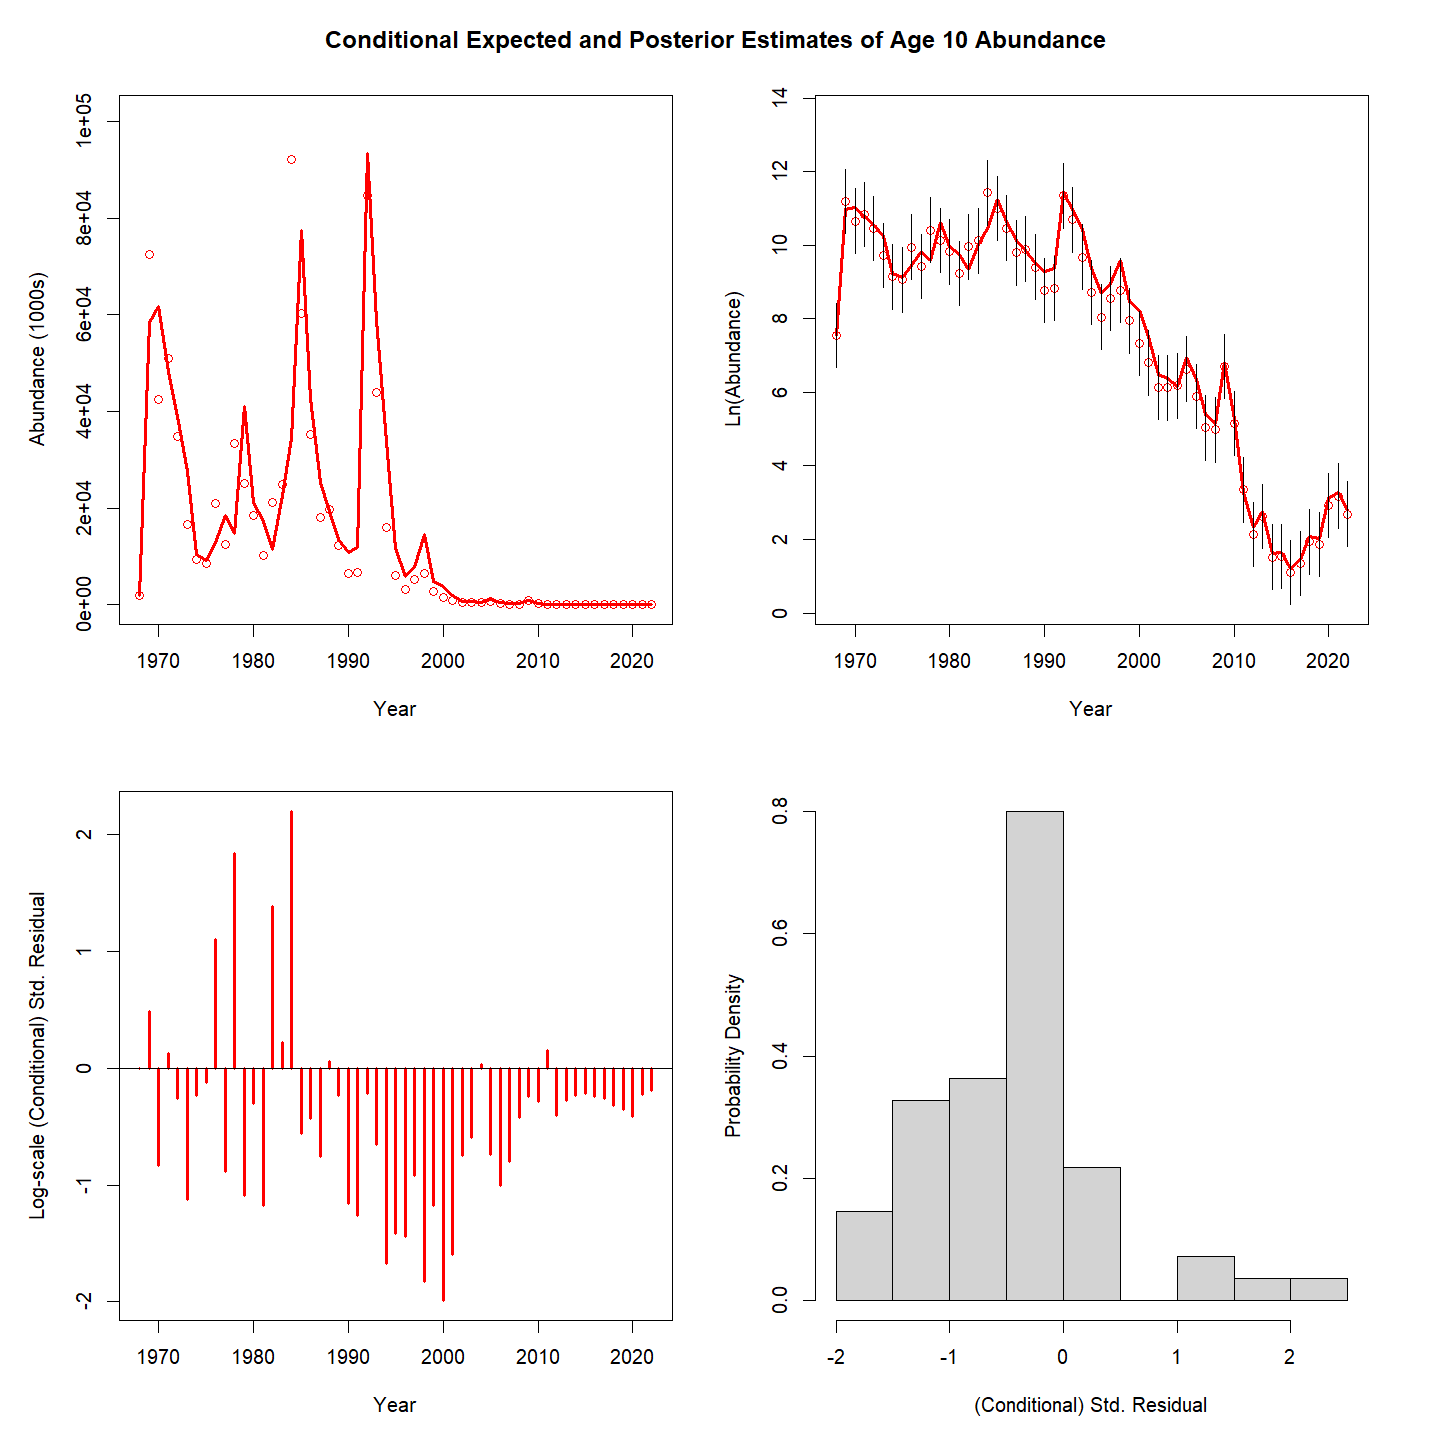 Conditional Expected and Posterior Estimates of Age 10 Abundance
Abundance (1000s)
0e+00 2e+04 4e+04 6e+04 8e+04 1e+05
1970 1980 1990 2000 2010 2020
Year
Ln(Abundance)
0 2 4 6 8 10 12 14
1970 1980 1990 2000 2010 2020
Year
Log-scale (Conditional) Std. Residual
-2 -1 0 1 2
1970 1980 1990 2000 2010 2020
Year
Probability Density
0.0 0.2 0.4 0.6 0.8
-2 -1 0 1 2
(Conditional) Std. Residual